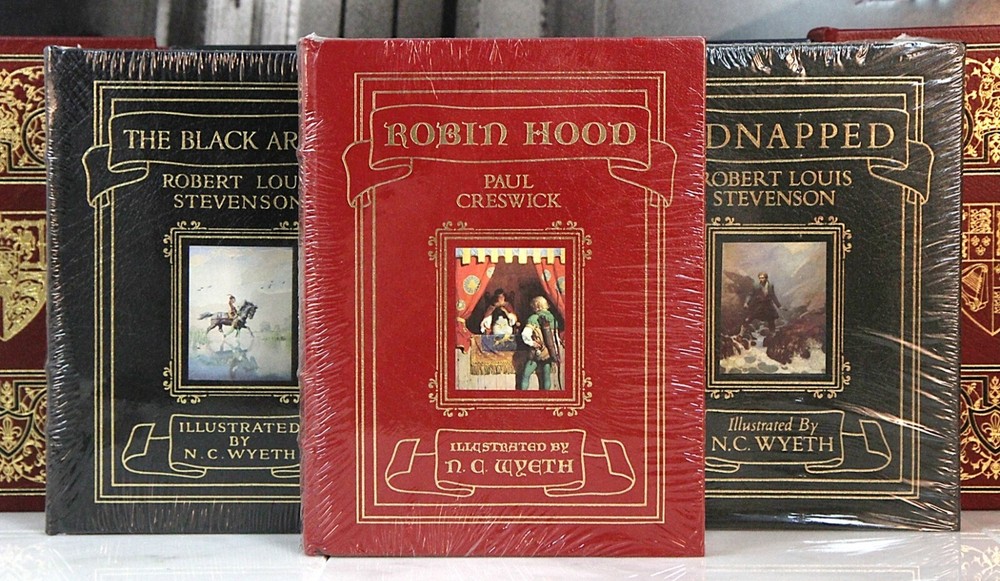 THE BLACK AR
ROBERT LOU
STEVENSON
ILLUSTRATED
BY
N.C. WYETH
ROBIN HOOD
PAUL
CRESWICK
ILLUSTRATED BY
N.C. WYETH
DNAPPED
ROBERT LOUIS
STEVENSON
Illustrated By
N.C. WYETH